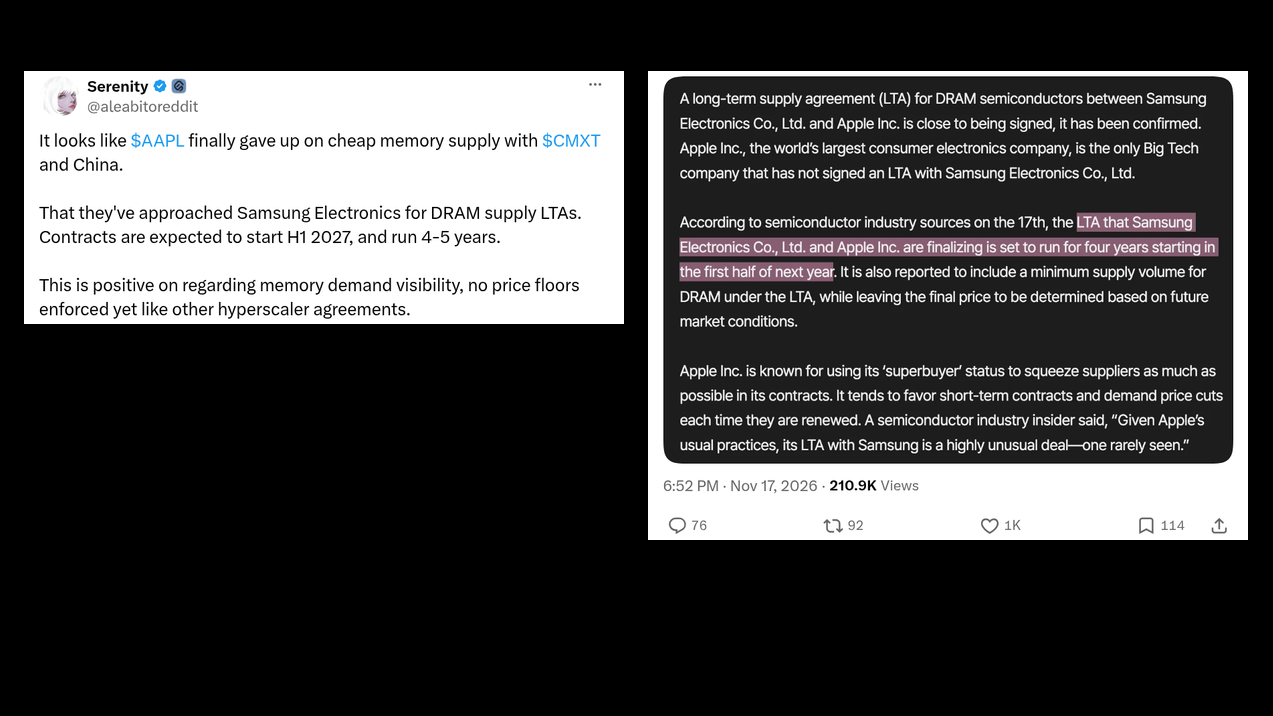 Serenity
@aleabitoreddit
It looks like $AAPL finally gave up on cheap memory supply with $CMXT
and China.
That they've approached Samsung Electronics for DRAM supply LTAs.
Contracts are expected to start H1 2027, and run 4-5 years.
This is positive on regarding memory demand visibility, no price floors
enforced yet like other hyperscaler agreements.
A long-term supply agreement (LTA) for DRAM semiconductors between Samsung
Electronics Co., Ltd. and Apple Inc. is close to being signed, it has been confirmed.
Apple Inc., the world's largest consumer electronics company, is the only Big Tech
company that has not signed an LTA with Samsung Electronics Co., Ltd.
According to semiconductor industry sources on the 17th, the LTA that Samsung
Electronics Co., Ltd. and Apple Inc. are finalizing is set to run for four years starting in
the first half of next year. It is also reported to include a minimum supply volume for
DRAM under the LTA, while leaving the final price to be determined based on future
market conditions.
Apple Inc. is known for using its 'superbuyer' status to squeeze suppliers as much as
possible in its contracts. It tends to favor short-term contracts and demand price cuts
each time they are renewed. A semiconductor industry insider said, “Given Apple's
usual practices, its LTA with Samsung is a highly unusual deal—one rarely seen.”
6:52 PM · Nov 17, 2026 · 210.9K Views
76 92 1K 114